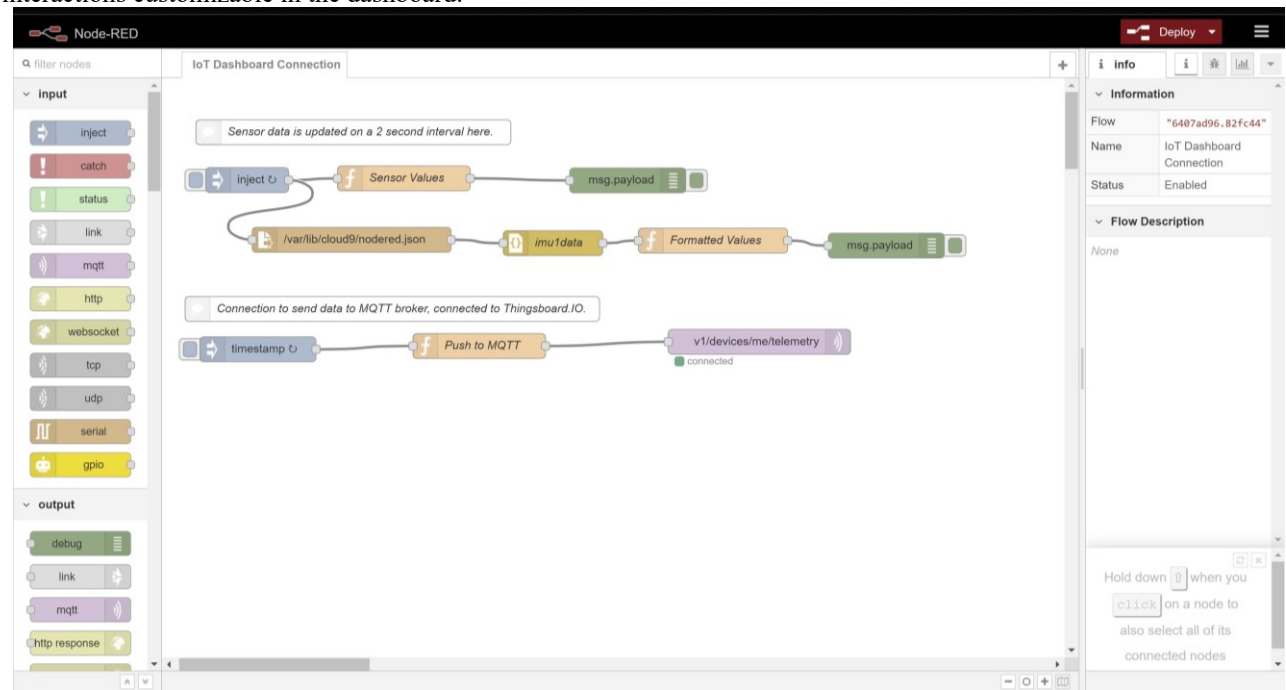 interactions customizable in the dashboard.
Node-RED
Deploy
filter nodes
IoT Dashboard Connection
+
i info
i
input
inject
catch
status
link
mqtt
http
websocket
tcp
udp
serial
gpio
output
debug
link
mqtt
http response
Sensor data is updated on a 2 second interval here.
inject ↻
f Sensor Values
msg.payload
/var/lib/cloud9/nodered.json
{} imu1data
f Formatted Values
msg.payload
Connection to send data to MQTT broker, connected to Thingsboard.IO.
timestamp ↻
f Push to MQTT
v1/devices/me/telemetry
connected
Information
Flow "6407ad96.82fc44"
Name IoT Dashboard
Connection
Status Enabled
Flow Description
None
Hold down ⇧ when you
click on a node to
also select all of its
connected nodes